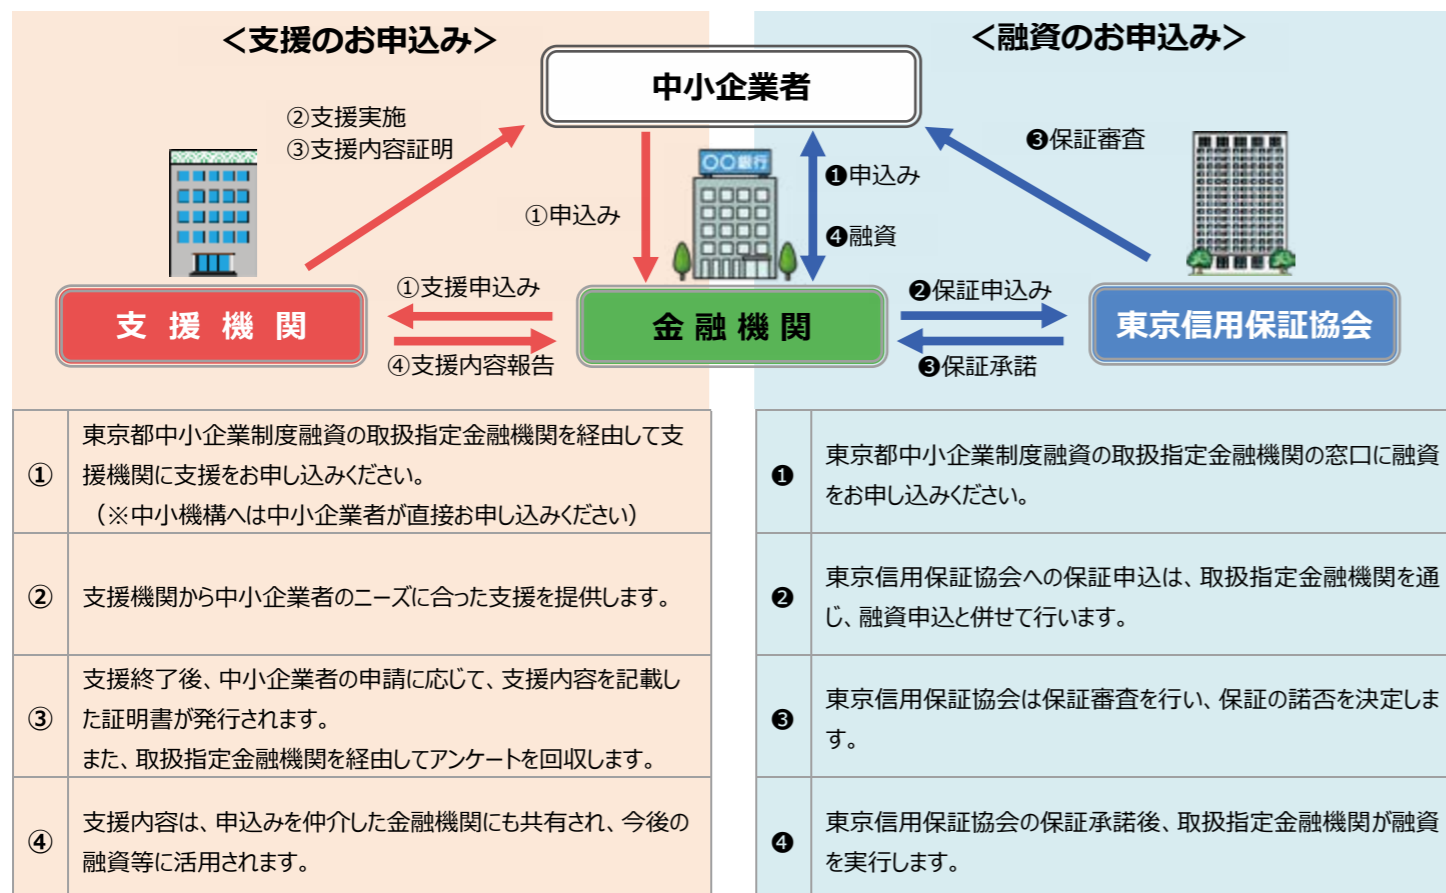 ＜支援のお申込み＞
＜融資のお申込み＞
中小企業者
②支援実施
③支援内容証明
❸保証審査
〇〇銀行
❶申込み
①申込み
❹融資
①支援申込み
❷保証申込み
支援機関
金融機関
東京信用保証協会
④支援内容報告
❸保証承諾
①
東京都中小企業制度融資の取扱指定金融機関を経由して支
援機関に支援をお申し込みください。
（※中小機構へは中小企業者が直接お申し込みください）
②
支援機関から中小企業者のニーズに合った支援を提供します。
③
支援終了後、中小企業者の申請に応じて、支援内容を記載し
た証明書が発行されます。
また、取扱指定金融機関を経由してアンケートを回収します。
④
支援内容は、申込みを仲介した金融機関にも共有され、今後の
融資等に活用されます。
❶
東京都中小企業制度融資の取扱指定金融機関の窓口に融資
をお申し込みください。
❷
東京信用保証協会への保証申込は、取扱指定金融機関を通
じ、融資申込と併せて行います。
❸
東京信用保証協会は保証審査を行い、保証の諾否を決定しま
す。
❹
東京信用保証協会の保証承諾後、取扱指定金融機関が融資
を実行します。